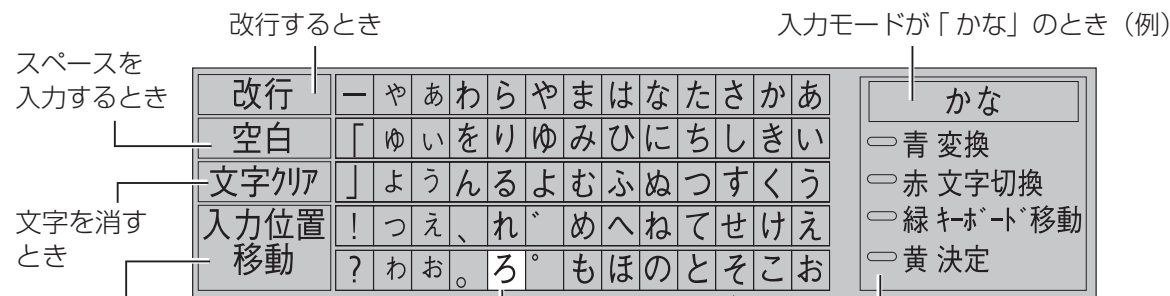 改行するとき
入力モードが「かな」のとき（例）
スペースを
入力するとき
文字を消す
とき
改行 ー ゃ ぁ わ ら や ま は な た さ か あ
空白 「 ゅ ぃ を り ゆ み ひ に ち し き い
文字クリア 」 ょ ぅ ん る よ む ふ ぬ つ す く う
入力位置 ! っ ぇ 、 れ ゛ め へ ね て せ け え
移動 ? ゎ ぉ 。 ろ ゜ も ほ の と そ こ お
かな
青 変換
赤 文字切換
緑 キーボード移動
黄 決定